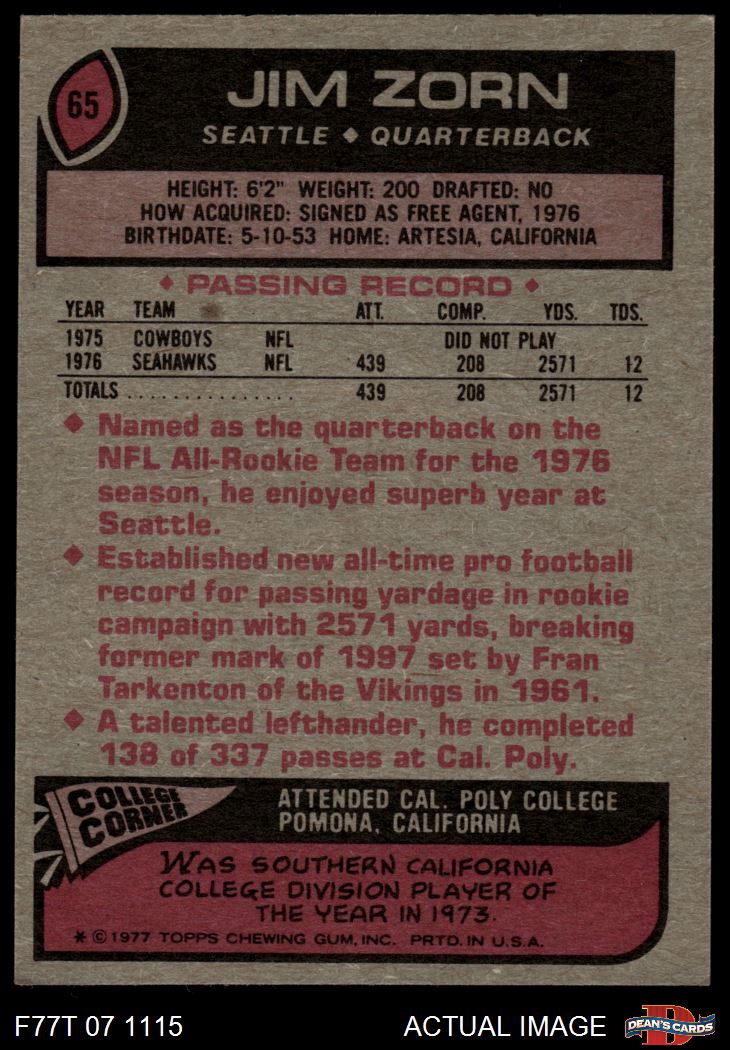 65
JIM ZORN
SEATTLE ♦ QUARTERBACK
HEIGHT: 6'2" WEIGHT: 200 DRAFTED: NO
HOW ACQUIRED: SIGNED AS FREE AGENT, 1976
BIRTHDATE: 5-10-53 HOME: ARTESIA, CALIFORNIA
♦ PASSING RECORD ♦
YEAR TEAM ATT. COMP. YDS. TDS.
1975 COWBOYS NFL DID NOT PLAY
1976 SEAHAWKS NFL 439 208 2571 12
TOTALS ................ 439 208 2571 12
♦ Named as the quarterback on the
NFL All-Rookie Team for the 1976
season, he enjoyed superb year at
Seattle.
♦ Established new all-time pro football
record for passing yardage in rookie
campaign with 2571 yards, breaking
former mark of 1997 set by Fran
Tarkenton of the Vikings in 1961.
♦ A talented lefthander, he completed
138 of 337 passes at Cal. Poly.
COLLEGE
CORNER
ATTENDED CAL. POLY COLLEGE
POMONA, CALIFORNIA
WAS SOUTHERN CALIFORNIA
COLLEGE DIVISION PLAYER OF
THE YEAR IN 1973.
* © 1977 TOPPS CHEWING GUM, INC. PRTD. IN U.S.A.
F77T 07 1115 ACTUAL IMAGE
D
DEAN'S CARDS